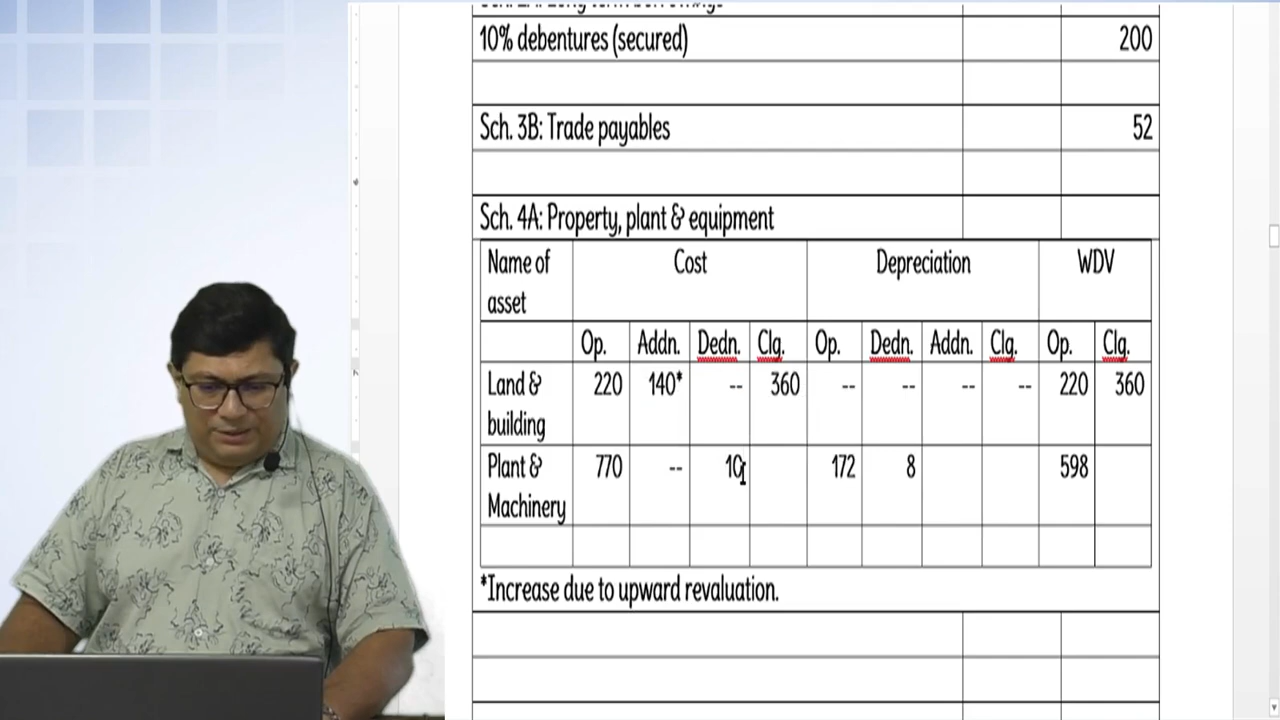 10% debentures (secured) 200
Sch. 3B: Trade payables 52
Sch. 4A: Property, plant & equipment
Name of Cost Depreciation WDV
asset
Op. Addn. Dedn. Clg. Op. Dedn. Addn. Clg. Op. Clg.
Land & 220 140* -- 360 -- -- -- -- 220 360
building
Plant & 770 -- 10 172 8 598
Machinery
*Increase due to upward revaluation.